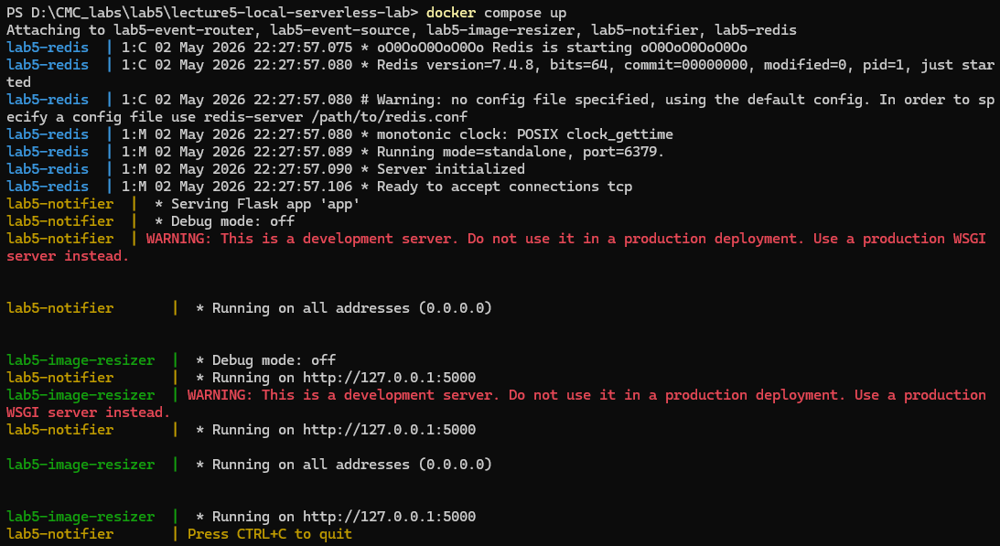 PS D:\CMC_labs\lab5\lecture5-local-serverless-lab> docker compose up
Attaching to lab5-event-router, lab5-event-source, lab5-image-resizer, lab5-notifier, lab5-redis
lab5-redis  | 1:C 02 May 2026 22:27:57.075 * oO0OoO0OoO0Oo Redis is starting oO0OoO0OoO0Oo
lab5-redis  | 1:C 02 May 2026 22:27:57.080 * Redis version=7.4.8, bits=64, commit=00000000, modified=0, pid=1, just star
ted
lab5-redis  | 1:C 02 May 2026 22:27:57.080 # Warning: no config file specified, using the default config. In order to sp
ecify a config file use redis-server /path/to/redis.conf
lab5-redis  | 1:M 02 May 2026 22:27:57.080 * monotonic clock: POSIX clock_gettime
lab5-redis  | 1:M 02 May 2026 22:27:57.089 * Running mode=standalone, port=6379.
lab5-redis  | 1:M 02 May 2026 22:27:57.090 * Server initialized
lab5-redis  | 1:M 02 May 2026 22:27:57.106 * Ready to accept connections tcp
lab5-notifier  |  * Serving Flask app 'app'
lab5-notifier  |  * Debug mode: off
lab5-notifier  | WARNING: This is a development server. Do not use it in a production deployment. Use a production WSGI
server instead.
lab5-notifier       |  * Running on all addresses (0.0.0.0)
lab5-image-resizer  |  * Debug mode: off
lab5-notifier       |  * Running on http://127.0.0.1:5000
lab5-image-resizer  | WARNING: This is a development server. Do not use it in a production deployment. Use a production
WSGI server instead.
lab5-notifier       |  * Running on http://127.0.0.1:5000
lab5-image-resizer  |  * Running on all addresses (0.0.0.0)
lab5-image-resizer  |  * Running on http://127.0.0.1:5000
lab5-notifier       | Press CTRL+C to quit